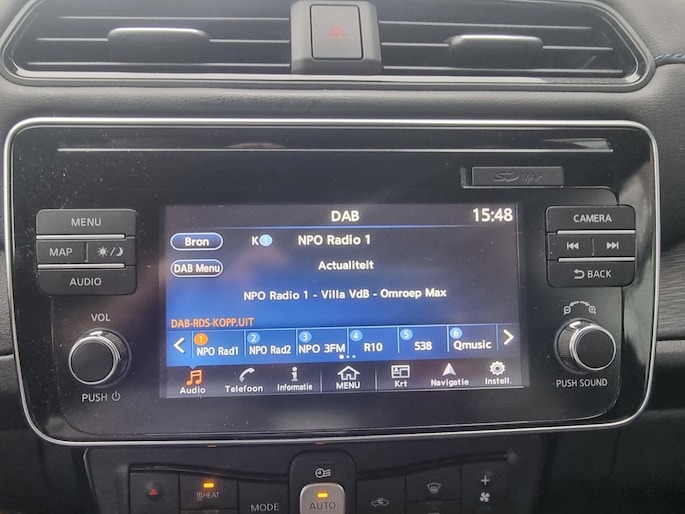 SD
MENU
MAP
AUDIO
VOL
PUSH
DAB
15:48
Bron
K 1
NPO Radio 1
DAB Menu
Actualiteit
NPO Radio 1 - Villa VdB - Omroep Max
DAB-RDS-KOPP.UIT
1 NPO Rad1
2 NPO Rad2
3 NPO 3FM
4 R10
5 538
6 Qmusic
Audio
Telefoon
Informatie
MENU
Krt
Navigatie
Instell.
CAMERA
BACK
PUSH SOUND
HEAT
MODE
AUTO